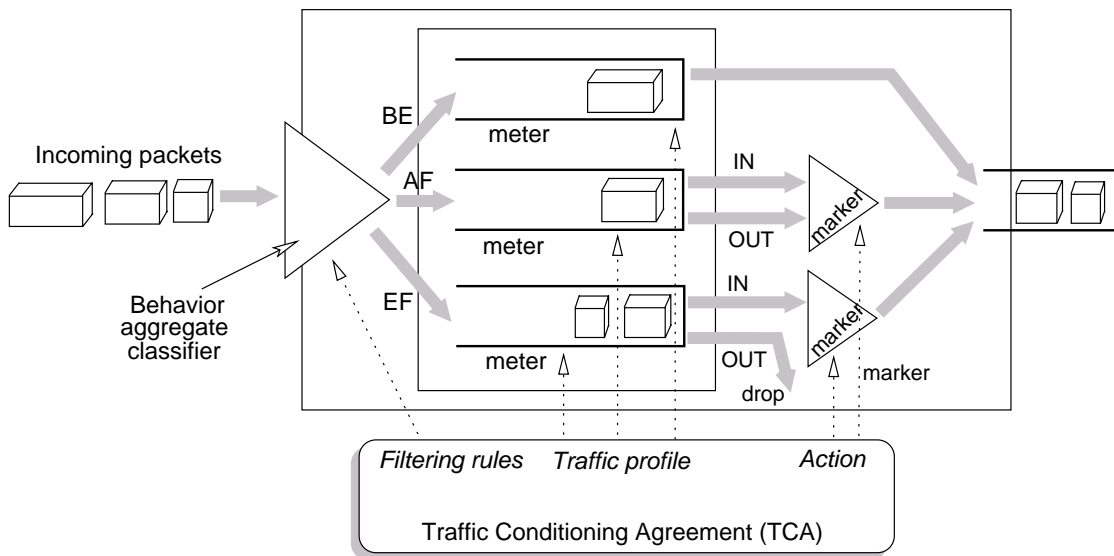 BE
meter
Incoming packets
AF
IN
marker
meter
OUT
Behavior
aggregate
classifier
EF
IN
marker
meter
OUT
marker
drop
Filtering rules
Traffic profile
Action
Traffic Conditioning Agreement (TCA)